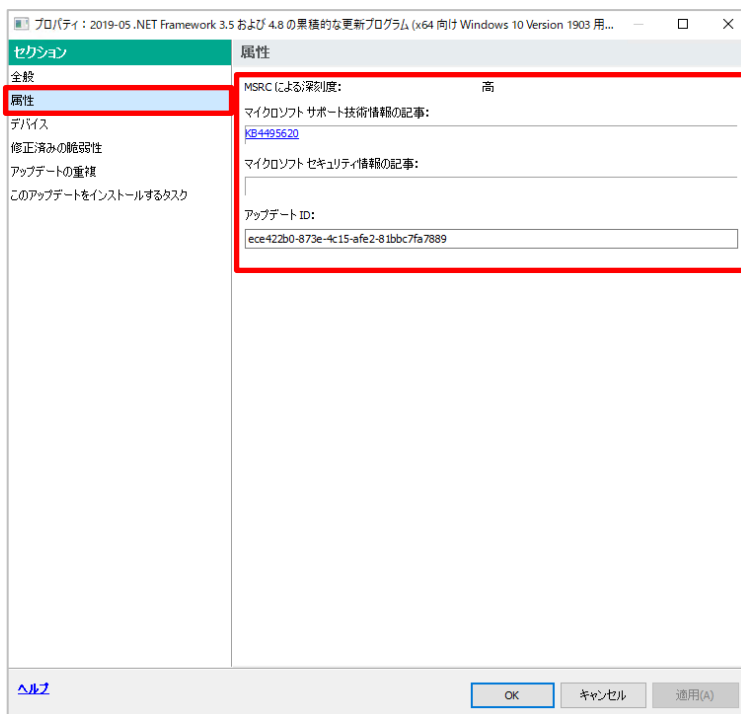 プロパティ：2019-05 .NET Framework 3.5 および 4.8 の累積的な更新プログラム (x64 向け Windows 10 Version 1903 用...
セクション
全般
属性
デバイス
修正済みの脆弱性
アップデートの重複
このアップデートをインストールするタスク
属性
MSRC による深刻度: 高
マイクロソフト サポート技術情報の記事:
KB4495620
マイクロソフト セキュリティ情報の記事:
アップデート ID:
ece422b0-873e-4c15-afe2-81bbc7fa7889
ヘルプ
OK キャンセル 適用(A)